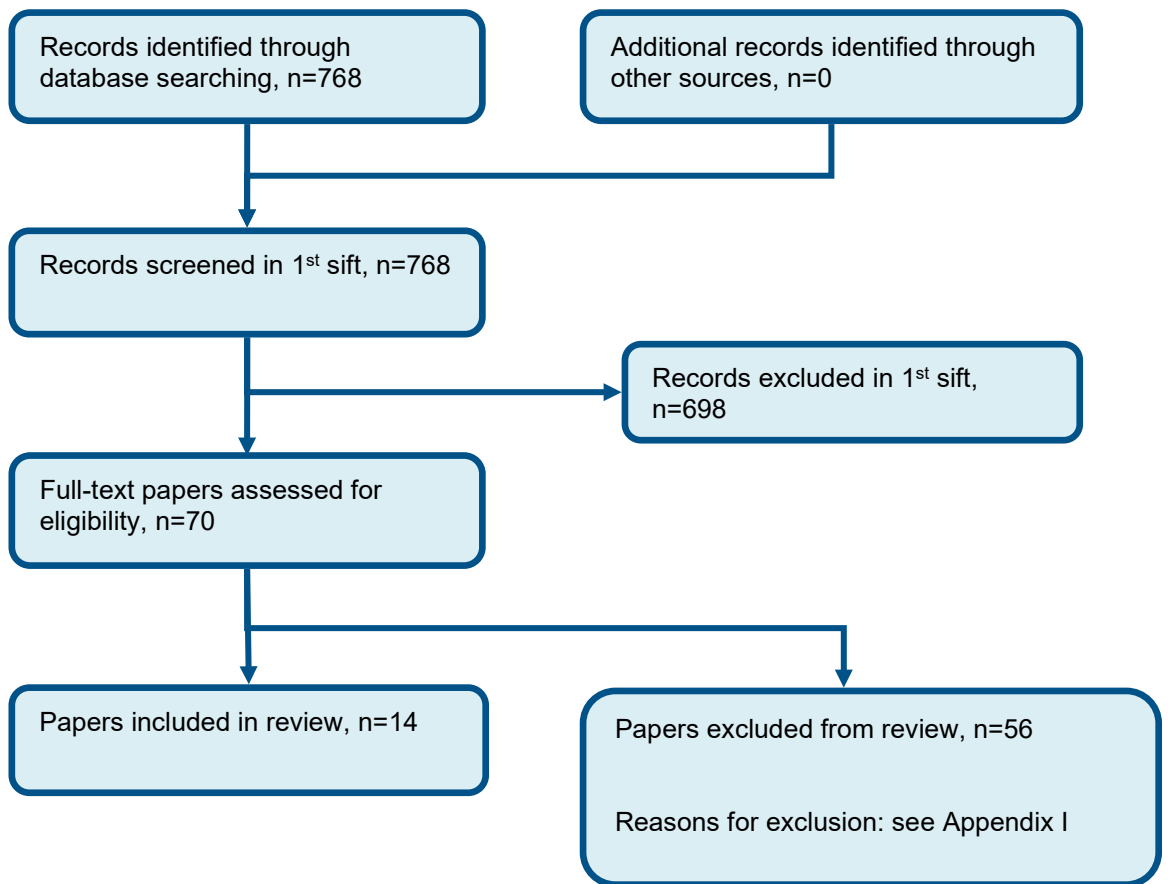 Records identified through
database searching, n=768
Additional records identified through
other sources, n=0
Records screened in 1st sift, n=768
Records excluded in 1st sift,
n=698
Full-text papers assessed for
eligibility, n=70
Papers included in review, n=14
Papers excluded from review, n=56
Reasons for exclusion: see Appendix I